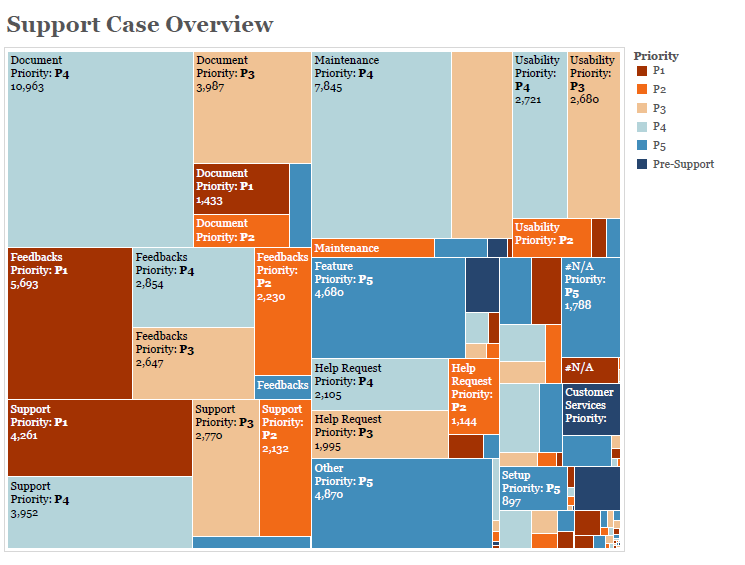 Support Case Overview
Document
Priority: P4
10,963
Document
Priority: P3
3,987
Document
Priority: P1
1,433
Document
Priority: P2
Maintenance
Priority: P4
7,845
Maintenance
Usability
Priority:
P4
2,721
Usability
Priority:
P3
2,680
Usability
Priority: P2
Feedbacks
Priority: P1
5,693
Feedbacks
Priority: P4
2,854
Feedbacks
Priority: P3
2,647
Feedbacks
Priority:
P2
2,230
Feedbacks
Support
Priority: P1
4,261
Support
Priority: P4
3,952
Support
Priority: P3
2,770
Support
Priority:
P2
2,132
Feature
Priority: P5
4,680
Help Request
Priority: P4
2,105
Help Request
Priority: P3
1,995
Help
Request
Priority:
P2
1,144
Other
Priority: P5
4,870
#N/A
Priority:
P5
1,788
#N/A
Customer
Services
Priority:
Setup
Priority: P5
897
Priority
P1
P2
P3
P4
P5
Pre-Support